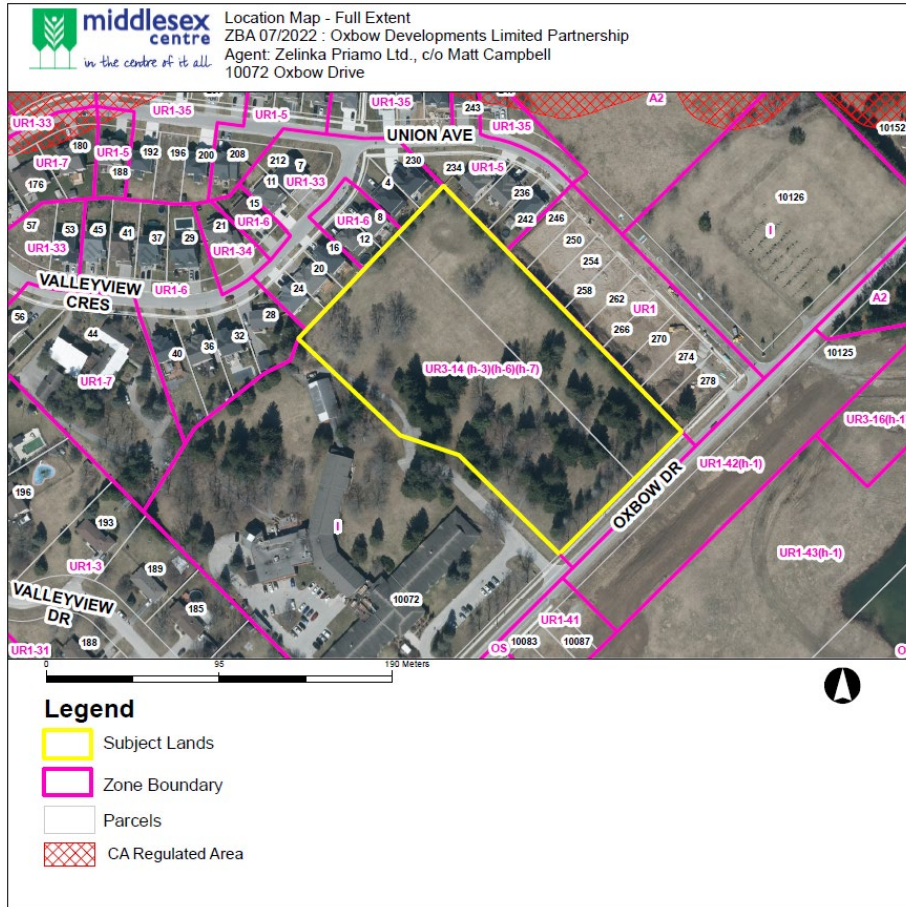 middlesex
centre
in the centre of it all
Location Map - Full Extent
ZBA 07/2022 : Oxbow Developments Limited Partnership
Agent: Zelinka Priamo Ltd., c/o Matt Campbell
10072 Oxbow Drive
UR1-33
UR1-35
UR1-5
UR1-35
243
UR1-35
A2
10152
UNION AVE
180
UR1-7
UR1-5
192
196
200
208
188
176
212
7
11
UR1-33
230
234
UR1-5
4
236
10126
15
UR1-6
UR1-6
8
242
246
57
53
45
41
37
29
21
UR1-34
16
12
250
I
UR1-33
20
254
VALLEYVIEW
CRES
UR1-6
24
258
262
UR1
A2
56
28
266
44
32
270
10125
40
36
274
UR1-7
UR3-14 (h-3)(h-6)(h-7)
278
UR3-16(h-1
UR1-42(h-1)
196
OXBOW DR
193
I
UR1-43(h-1)
UR1-3
189
VALLEYVIEW
DR
185
10072
UR1-41
188
10083
10087
UR1-31
OS
O
0
95
190 Meters
Legend
Subject Lands
Zone Boundary
Parcels
CA Regulated Area